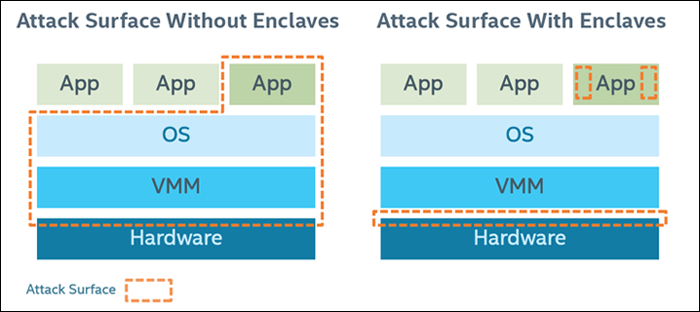 Attack Surface Without Enclaves
App
App
App
OS
VMM
Hardware
Attack Surface
Attack Surface With Enclaves
App
App
App
OS
VMM
Hardware